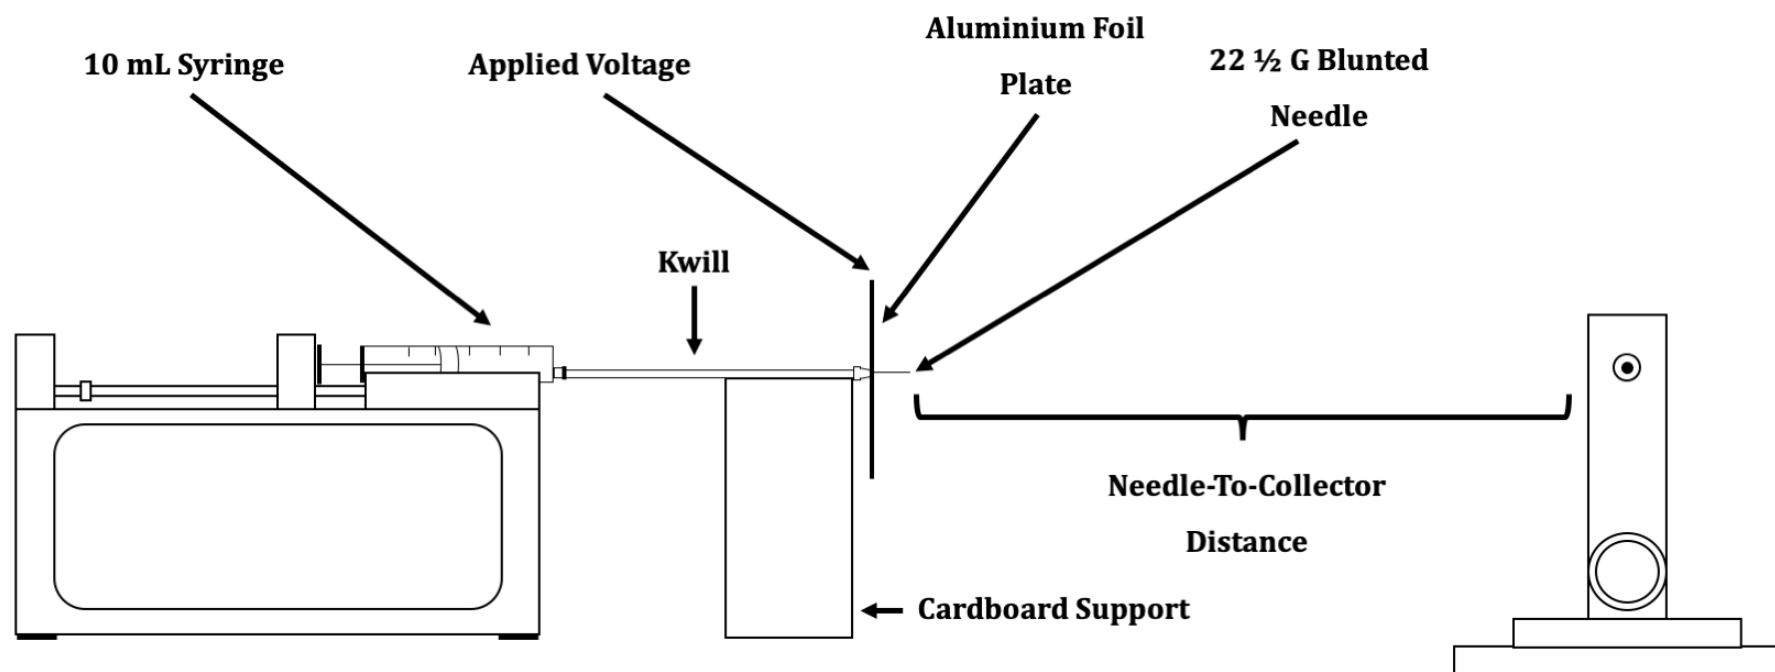 10 mL Syringe
Applied Voltage
Aluminium Foil
Plate
22 ½ G Blunted
Needle
Kwill
Needle-To-Collector
Distance
Cardboard Support